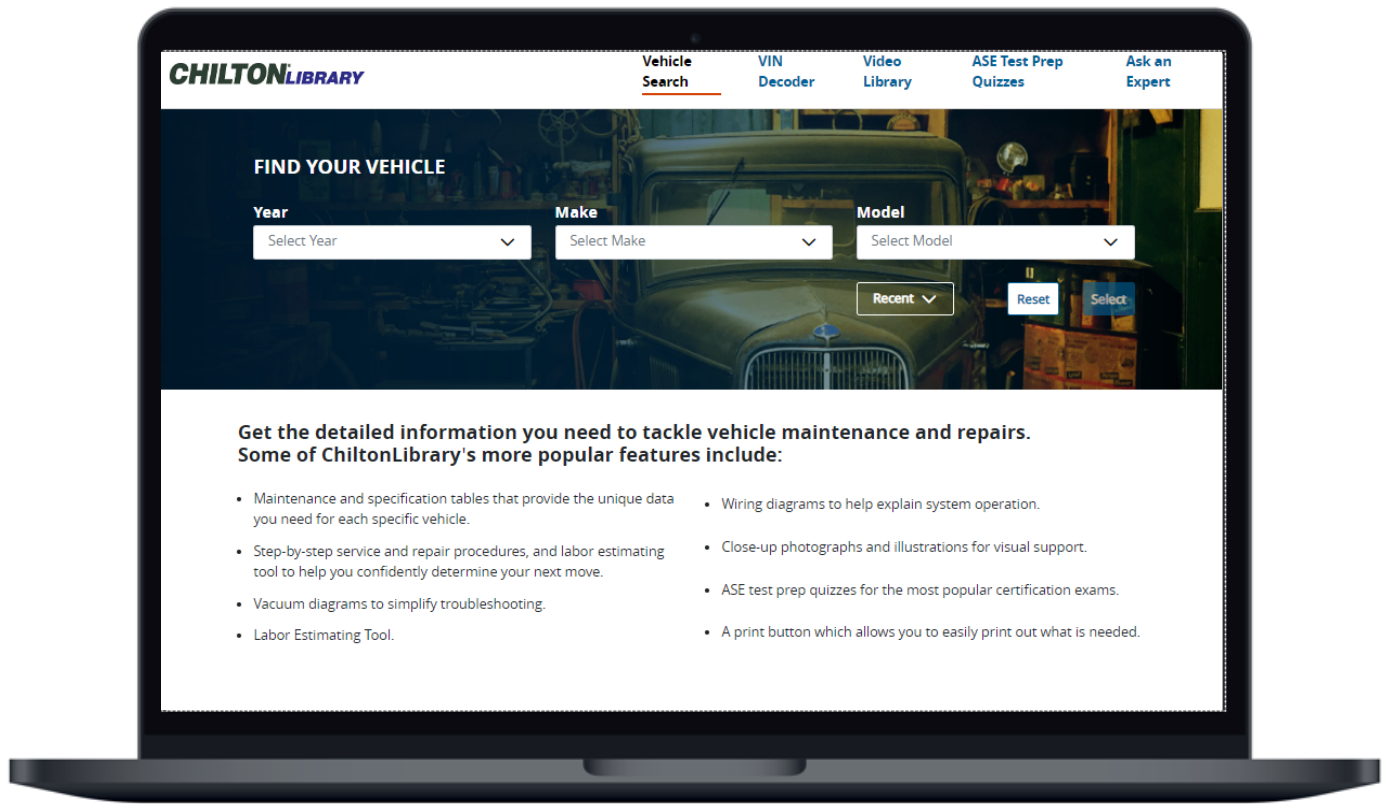 CHILTON LIBRARY
Vehicle Search
VIN Decoder
Video Library
ASE Test Prep Quizzes
Ask an Expert
FIND YOUR VEHICLE
Year
Make
Model
Select Year
Select Make
Select Model
Recent
Reset
Select
Get the detailed information you need to tackle vehicle maintenance and repairs.
Some of ChiltonLibrary's more popular features include:
• Maintenance and specification tables that provide the unique data
you need for each specific vehicle.
• Step-by-step service and repair procedures, and labor estimating
tool to help you confidently determine your next move.
• Vacuum diagrams to simplify troubleshooting.
• Labor Estimating Tool.
• Wiring diagrams to help explain system operation.
• Close-up photographs and illustrations for visual support.
• ASE test prep quizzes for the most popular certification exams.
• A print button which allows you to easily print out what is needed.